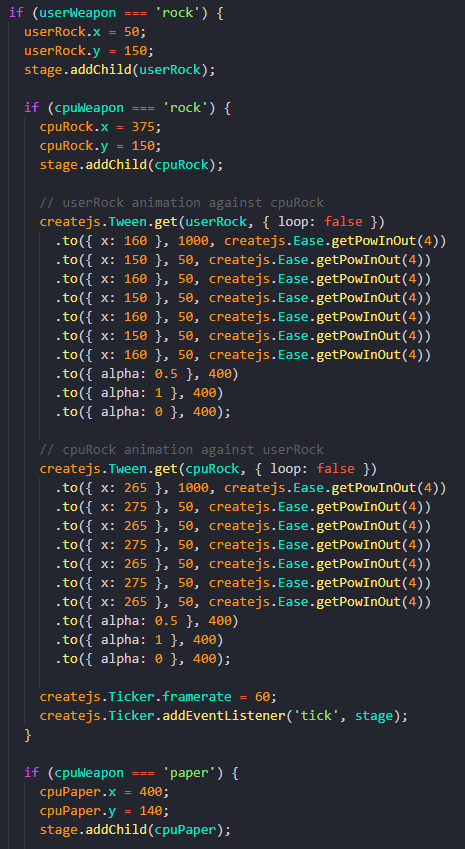 if (userWeapon === 'rock') {
userRock.x = 50;
userRock.y = 150;
stage.addChild(userRock);
if (cpuWeapon === 'rock') {
cpuRock.x = 375;
cpuRock.y = 150;
stage.addChild(cpuRock);
// userRock animation against cpuRock
createjs.Tween.get(userRock, { loop: false })
.to({ x: 160 }, 1000, createjs.Ease.getPowInOut(4))
.to({ x: 150 }, 50, createjs.Ease.getPowInOut(4))
.to({ x: 160 }, 50, createjs.Ease.getPowInOut(4))
.to({ x: 150 }, 50, createjs.Ease.getPowInOut(4))
.to({ x: 160 }, 50, createjs.Ease.getPowInOut(4))
.to({ x: 150 }, 50, createjs.Ease.getPowInOut(4))
.to({ x: 160 }, 50, createjs.Ease.getPowInOut(4))
.to({ alpha: 0.5 }, 400)
.to({ alpha: 1 }, 400)
.to({ alpha: 0 }, 400);
// cpuRock animation against userRock
createjs.Tween.get(cpuRock, { loop: false })
.to({ x: 265 }, 1000, createjs.Ease.getPowInOut(4))
.to({ x: 275 }, 50, createjs.Ease.getPowInOut(4))
.to({ x: 265 }, 50, createjs.Ease.getPowInOut(4))
.to({ x: 275 }, 50, createjs.Ease.getPowInOut(4))
.to({ x: 265 }, 50, createjs.Ease.getPowInOut(4))
.to({ x: 275 }, 50, createjs.Ease.getPowInOut(4))
.to({ x: 265 }, 50, createjs.Ease.getPowInOut(4))
.to({ alpha: 0.5 }, 400)
.to({ alpha: 1 }, 400)
.to({ alpha: 0 }, 400);
createjs.Ticker.framerate = 60;
createjs.Ticker.addEventListener('tick', stage);
}
if (cpuWeapon === 'paper') {
cpuPaper.x = 400;
cpuPaper.y = 140;
stage.addChild(cpuPaper);